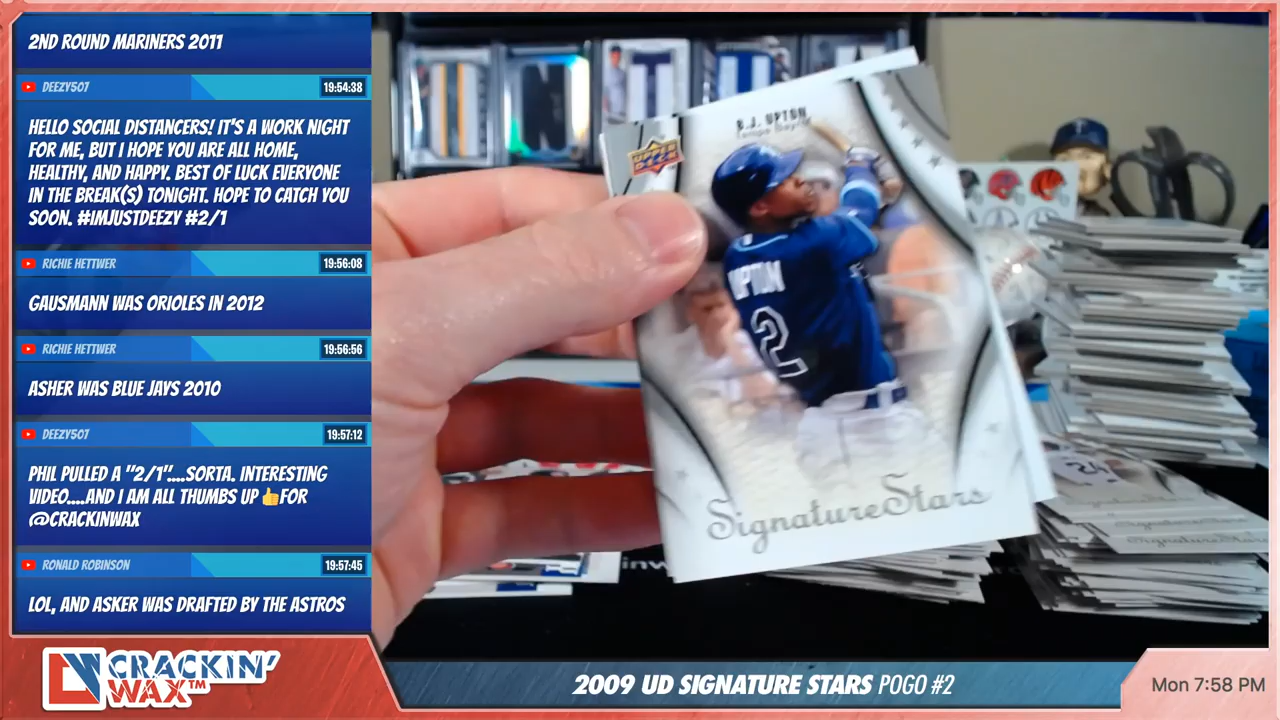 2ND ROUND MARINERS 2011
DEEZY507
19:54:38
HELLO SOCIAL DISTANCERS! IT'S A WORK NIGHT
FOR ME, BUT I HOPE YOU ARE ALL HOME,
HEALTHY, AND HAPPY. BEST OF LUCK EVERYONE
IN THE BREAK(S) TONIGHT. HOPE TO CATCH YOU
SOON. #IMJUSTDEEZY #2/1
RICHIE HETTWER
19:56:08
GAUSMANN WAS ORIOLES IN 2012
RICHIE HETTWER
19:56:56
ASHER WAS BLUE JAYS 2010
DEEZY507
19:57:12
PHIL PULLED A "2/1"....SORTA. INTERESTING
VIDEO....AND I AM ALL THUMBS UP👍FOR
@CRACKINWAX
RONALD ROBINSON
19:57:45
LOL, AND ASKER WAS DRAFTED BY THE ASTROS
CRACKIN'
WAX™
B.J. UPTON
UPPER
DECK
UPTON
2
SignatureStars
24
SignatureStars
2009 UD SIGNATURE STARS POGO #2
Mon 7:58 PM